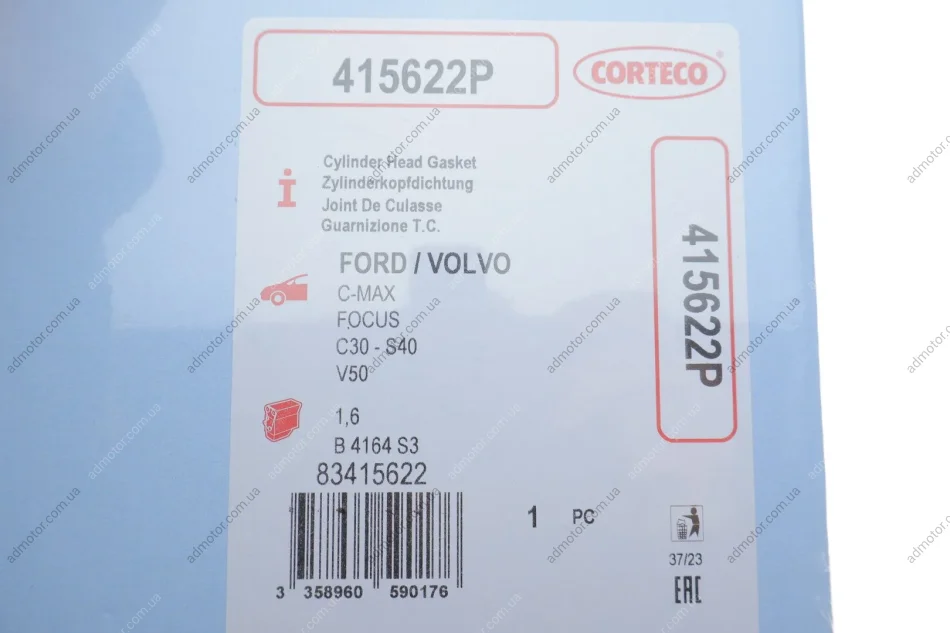 415622P
CORTECO
Cylinder Head Gasket
Zylinderkopfdichtung
Joint De Culasse
Guarnizione T.C.
FORD / VOLVO
C-MAX
FOCUS
C30 - S40
V50
1,6
B 4164 S3
83415622
3 358960 590176
1 PC
37/23
EAC
415622P
admotor.com.ua